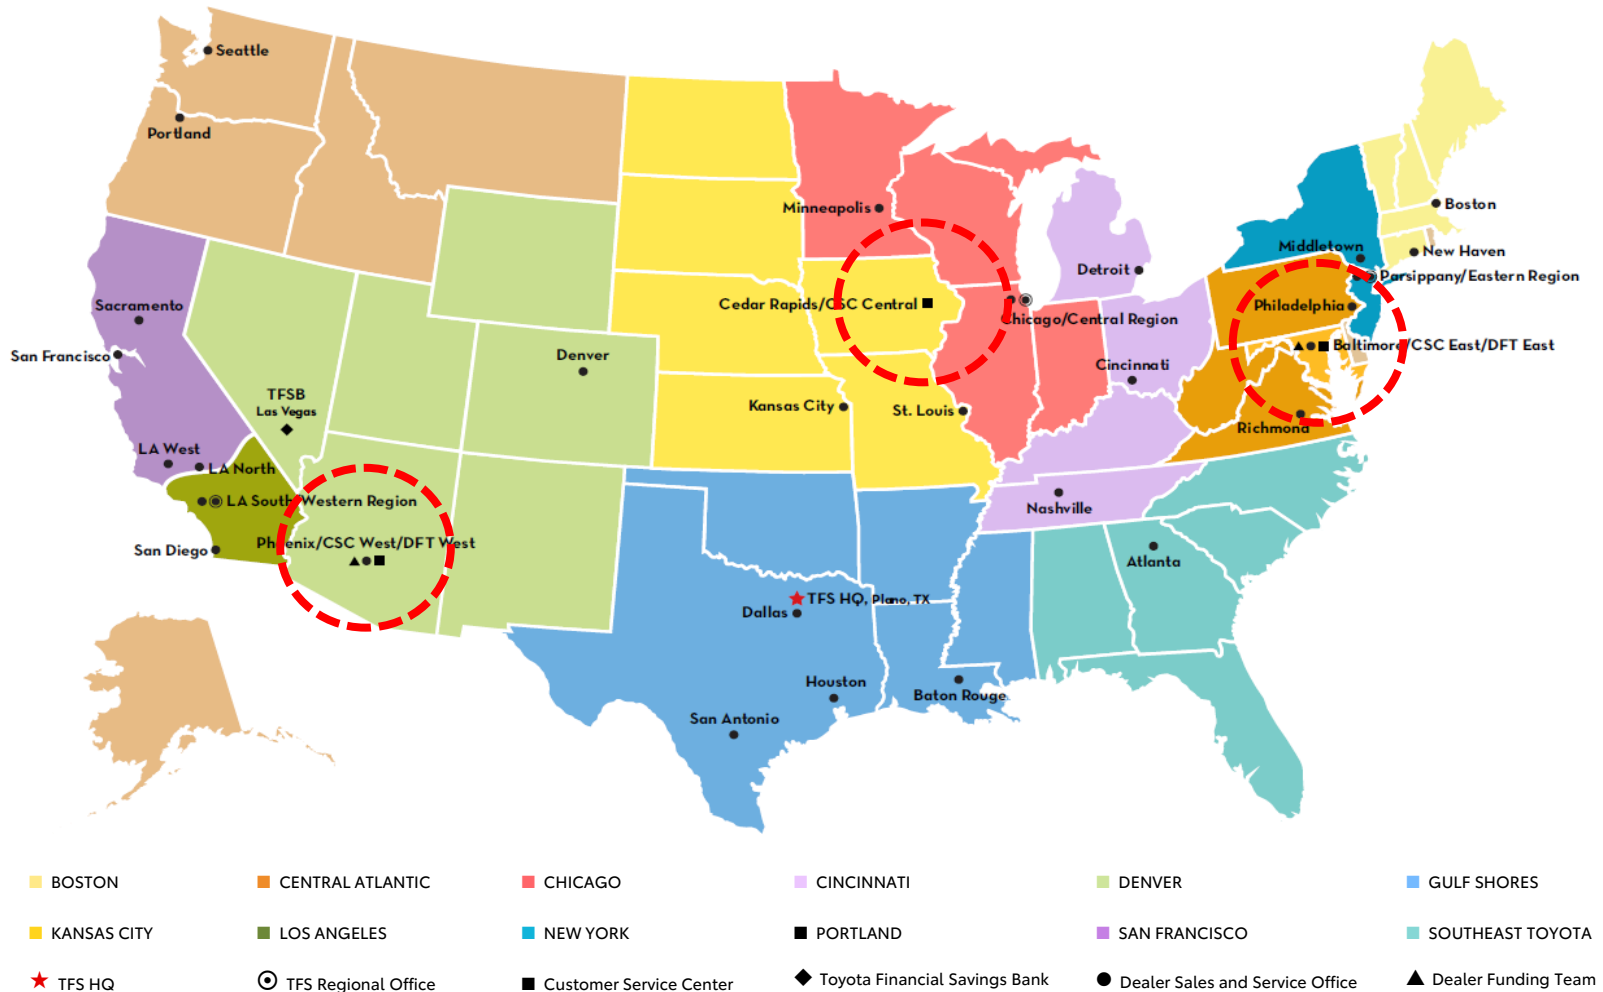 Seattle
Portland
Minneapolis
Boston
Middletown
New Haven
Detroit
Parsippany/Eastern Region
Sacramento
Cedar Rapids/CSC Central
Philadelphia
Chicago/Central Region
San Francisco
Denver
Baltimore/CSC East/DFT East
Cincinnati
TFSB
Las Vegas
Kansas City
St. Louis
Richmond
LA West
LA North
LA South/Western Region
Nashville
Phoenix/CSC West/DFT West
San Diego
Atlanta
TFS HQ, Plano, TX
Dallas
Houston
Baton Rouge
San Antonio
BOSTON
CENTRAL ATLANTIC
CHICAGO
CINCINNATI
DENVER
GULF SHORES
KANSAS CITY
LOS ANGELES
NEW YORK
PORTLAND
SAN FRANCISCO
SOUTHEAST TOYOTA
TFS HQ
TFS Regional Office
Customer Service Center
Toyota Financial Savings Bank
Dealer Sales and Service Office
Dealer Funding Team